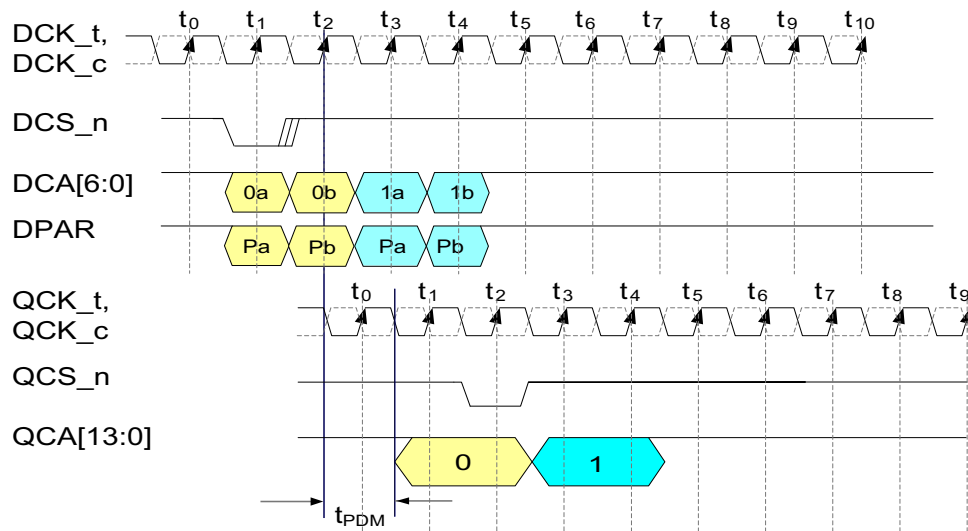 t0 t1 t2 t3 t4 t5 t6 t7 t8 t9 t10
DCK_t,
DCK_c
DCS_n
DCA[6:0] 0a 0b 1a 1b
DPAR Pa Pb Pa Pb
t0 t1 t2 t3 t4 t5 t6 t7 t8 t9
QCK_t,
QCK_c
QCS_n
QCA[13:0]
0 1
tPDM